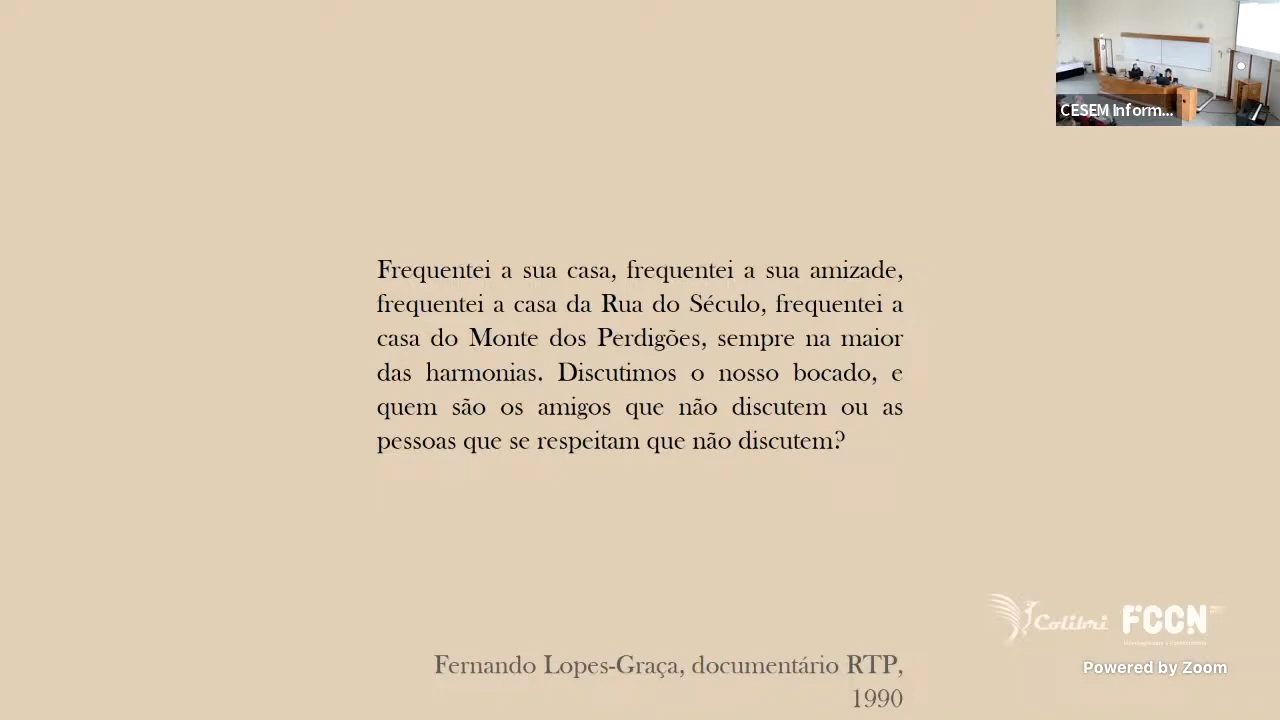 CESEM Inform...
Frequentei a sua casa, frequentei a sua amizade,
frequentei a casa da Rua do Século, frequentei a
casa do Monte dos Perdigões, sempre na maior
das harmonias. Discutimos o nosso bocado, e
quem são os amigos que não discutem ou as
pessoas que se respeitam que não discutem?
Colibri FCCN
Powered by Zoom
Fernando Lopes-Graça, documentário RTP,
1990